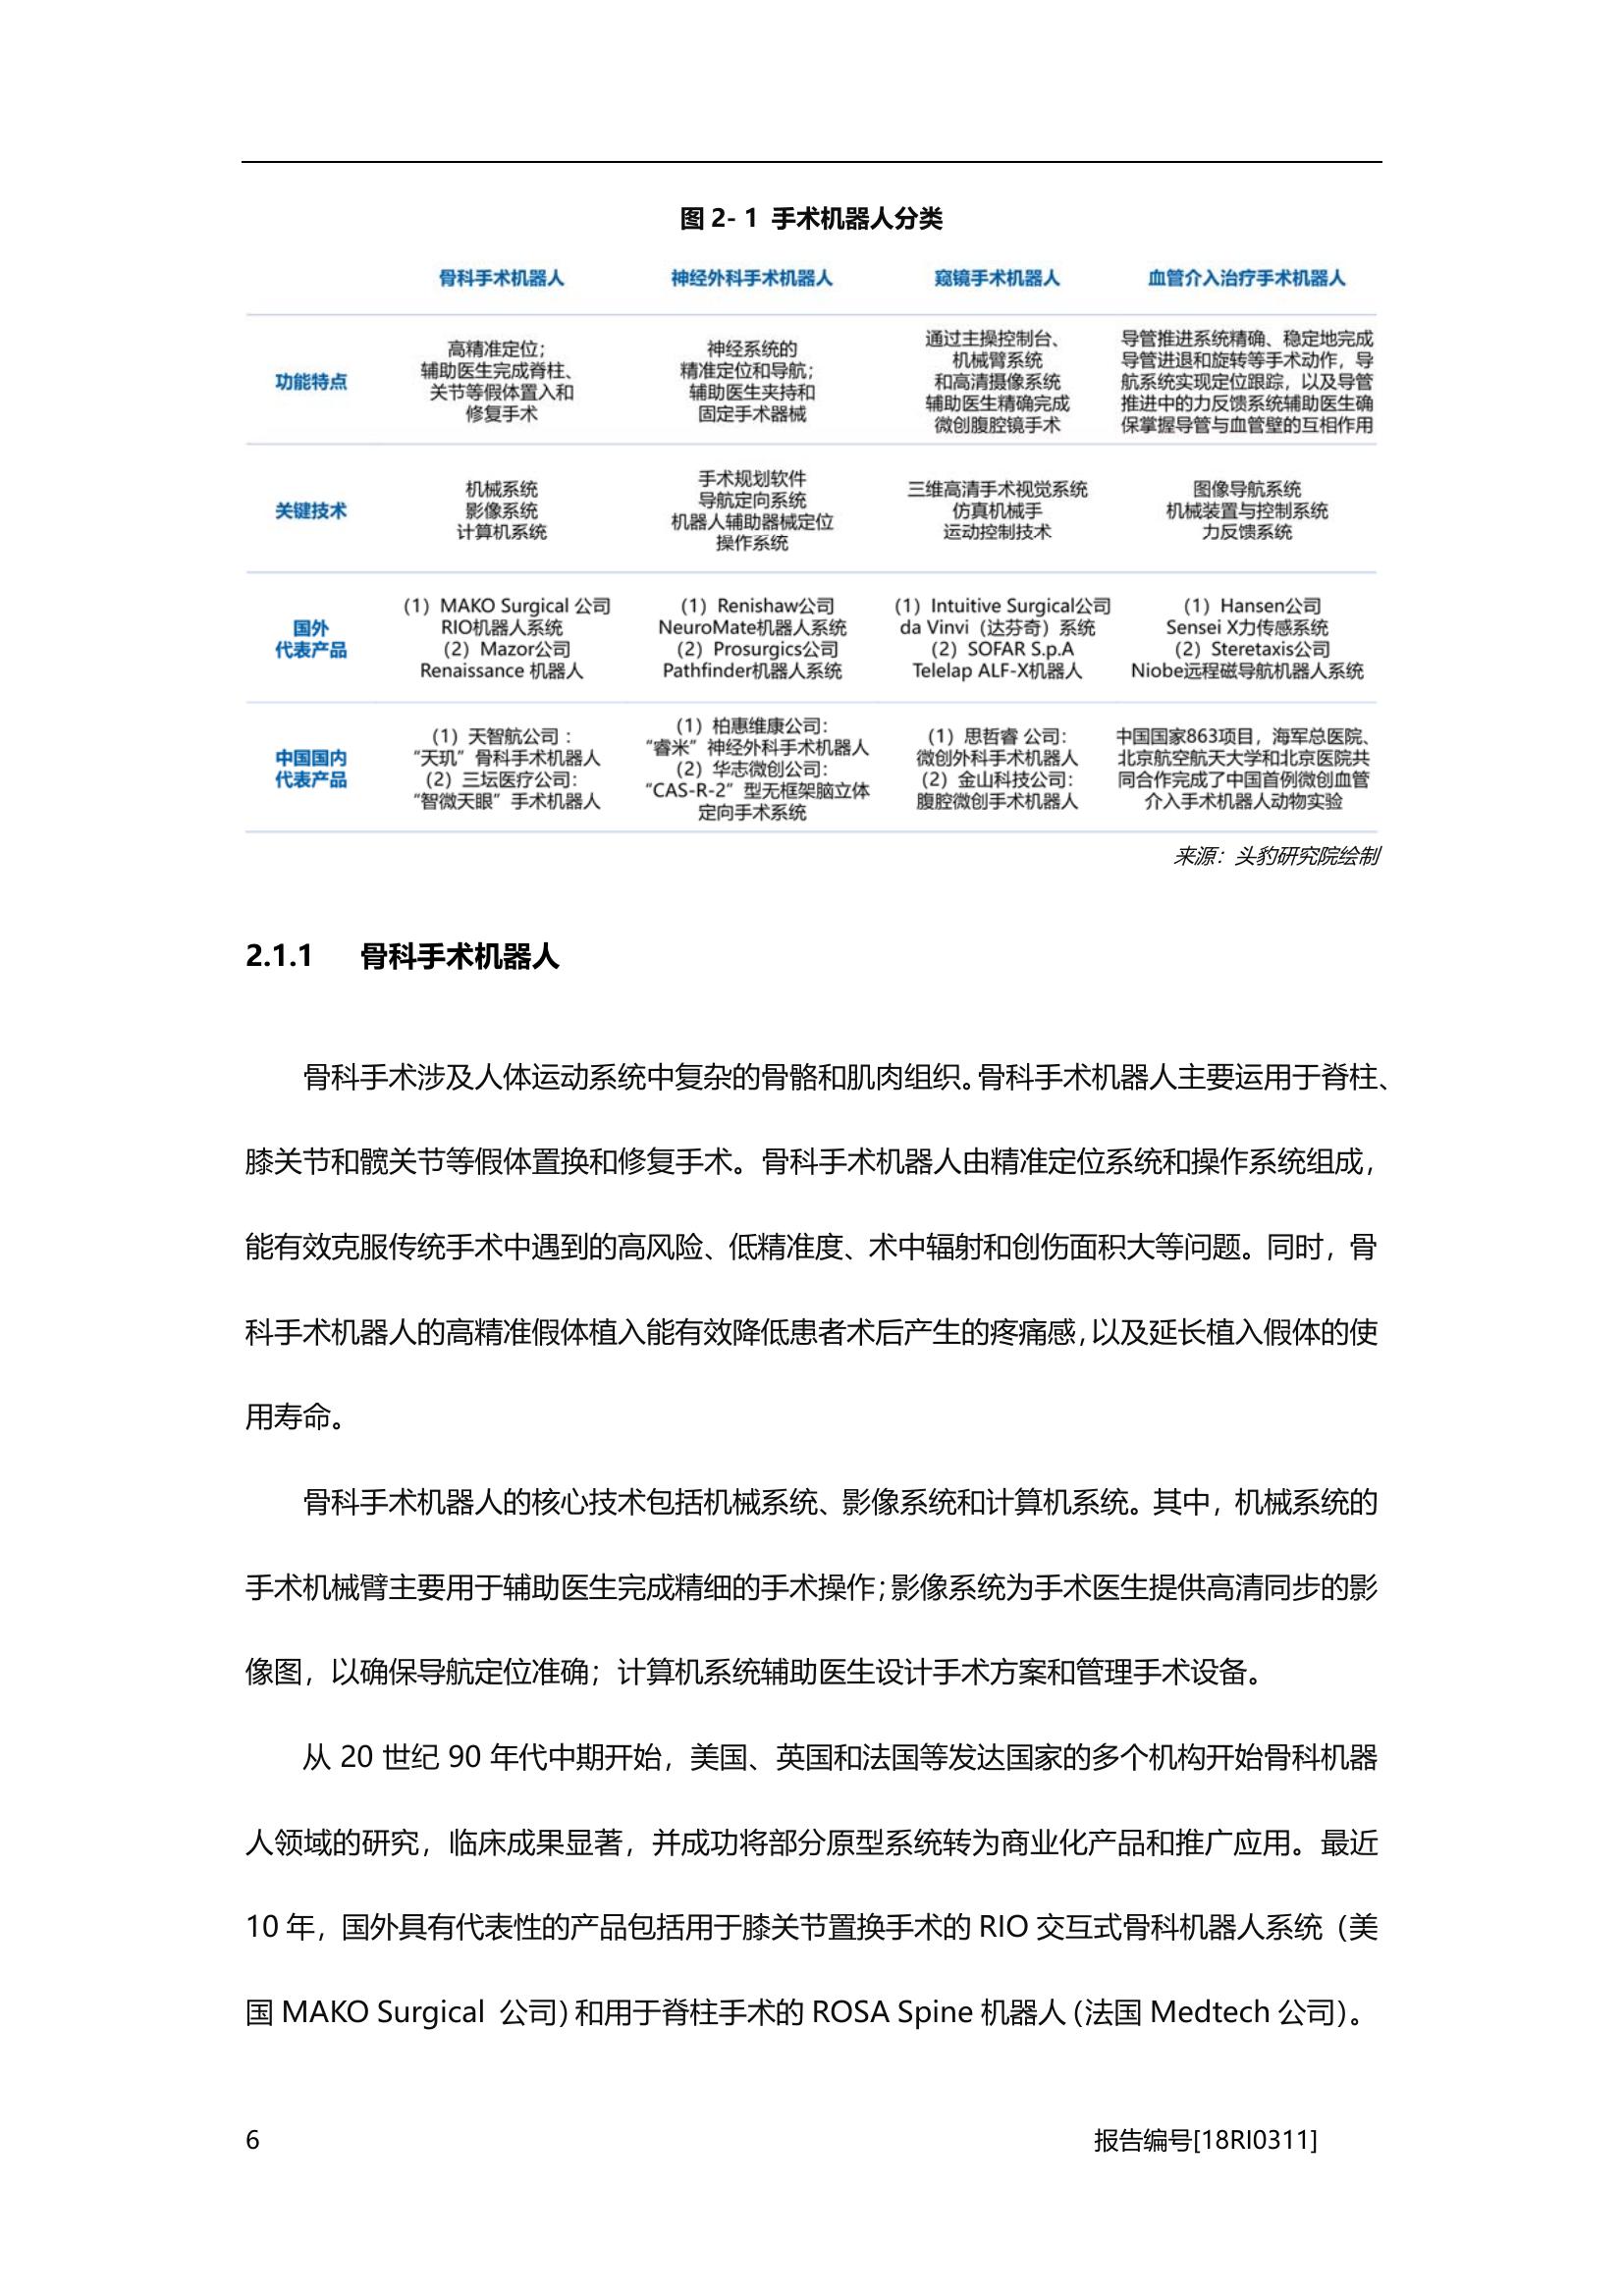 图 2- 1 手术机器人分类
骨科手术机器人 神经外科手术机器人 窥镜手术机器人 血管介入治疗手术机器人
功能特点
高精准定位；
辅助医生完成脊柱、
关节等假体置入和
修复手术
神经系统的
精准定位和导航；
辅助医生夹持和
固定手术器械
通过主操控制台、
机械臂系统
和高清摄像系统
辅助医生精确完成
微创腹腔镜手术
导管推进系统精确、稳定地完成
导管进退和旋转等手术动作，导
航系统实现定位跟踪，以及导管
推进中的力反馈系统辅助医生确
保掌握导管与血管壁的互相作用
关键技术
机械系统
影像系统
计算机系统
手术规划软件
导航定向系统
机器人辅助器械定位
操作系统
三维高清手术视觉系统
仿真机械手
运动控制技术
图像导航系统
机械装置与控制系统
力反馈系统
国外
代表产品
（1）MAKO Surgical 公司
RIO机器人系统
（2）Mazor公司
Renaissance 机器人
（1）Renishaw公司
NeuroMate机器人系统
（2）Prosurgics公司
Pathfinder机器人系统
（1）Intuitive Surgical公司
da Vinvi（达芬奇）系统
（2）SOFAR S.p.A
Telelap ALF-X机器人
（1）Hansen公司
Sensei X力传感系统
（2）Steretaxis公司
Niobe远程磁导航机器人系统
中国国内
代表产品
（1）天智航公司 ：
“天玑”骨科手术机器人
（2）三坛医疗公司：
“智微天眼”手术机器人
（1）柏惠维康公司：
“睿米”神经外科手术机器人
（2）华志微创公司：
“CAS-R-2”型无框架脑立体
定向手术系统
（1）思哲睿 公司：
微创外科手术机器人
（2）金山科技公司：
腹腔微创手术机器人
中国国家863项目，海军总医院、
北京航空航天大学和北京医院共
同合作完成了中国首例微创血管
介入手术机器人动物实验
来源：头豹研究院绘制
2.1.1 骨科手术机器人
骨科手术涉及人体运动系统中复杂的骨骼和肌肉组织。骨科手术机器人主要运用于脊柱、
膝关节和髋关节等假体置换和修复手术。骨科手术机器人由精准定位系统和操作系统组成，
能有效克服传统手术中遇到的高风险、低精准度、术中辐射和创伤面积大等问题。同时，骨
科手术机器人的高精准假体植入能有效降低患者术后产生的疼痛感，以及延长植入假体的使
用寿命。
骨科手术机器人的核心技术包括机械系统、影像系统和计算机系统。其中，机械系统的
手术机械臂主要用于辅助医生完成精细的手术操作；影像系统为手术医生提供高清同步的影
像图，以确保导航定位准确；计算机系统辅助医生设计手术方案和管理手术设备。
从 20 世纪 90 年代中期开始，美国、英国和法国等发达国家的多个机构开始骨科机器
人领域的研究，临床成果显著，并成功将部分原型系统转为商业化产品和推广应用。最近
10 年，国外具有代表性的产品包括用于膝关节置换手术的 RIO 交互式骨科机器人系统（美
国 MAKO Surgical 公司）和用于脊柱手术的 ROSA Spine 机器人（法国 Medtech 公司）。
6 报告编号[18RI0311]